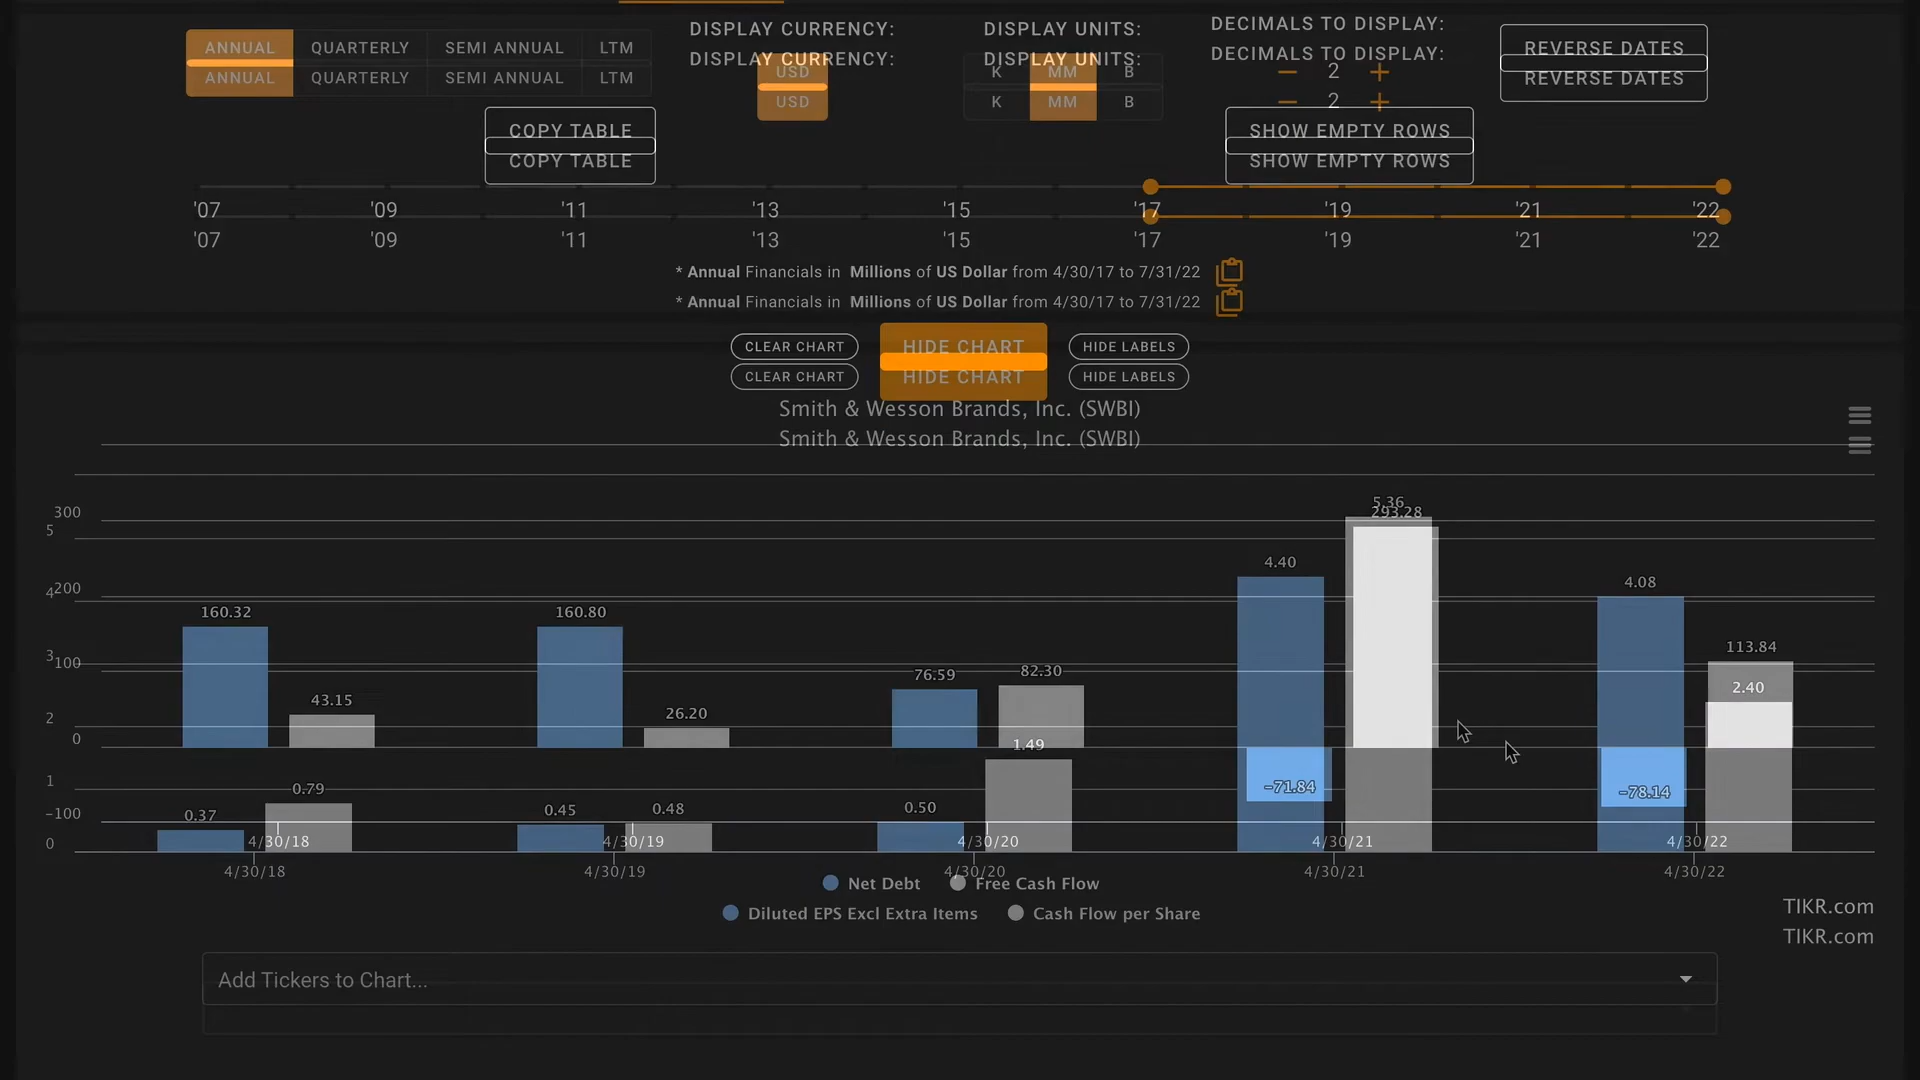 ANNUAL QUARTERLY SEMI ANNUAL LTM DISPLAY CURRENCY: DISPLAY UNITS: DECIMALS TO DISPLAY: REVERSE DATES
ANNUAL QUARTERLY SEMI ANNUAL LTM DISPLAY CURRENCY: DISPLAY UNITS: DECIMALS TO DISPLAY: REVERSE DATES
USD K MM B − 2 +
USD K MM B − 2 +
COPY TABLE SHOW EMPTY ROWS
COPY TABLE SHOW EMPTY ROWS
'07 '09 '11 '13 '15 '17 '19 '21 '22
'07 '09 '11 '13 '15 '17 '19 '21 '22
* Annual Financials in Millions of US Dollar from 4/30/17 to 7/31/22
* Annual Financials in Millions of US Dollar from 4/30/17 to 7/31/22
CLEAR CHART HIDE CHART HIDE LABELS
CLEAR CHART HIDE CHART HIDE LABELS
Smith & Wesson Brands, Inc. (SWBI)
Smith & Wesson Brands, Inc. (SWBI)
5.36
300 293.28
5
4.40
4.08
200
4
160.32 160.80
113.84
3
100 76.59 82.30
2.40
43.15
26.20
2
0 1.49
1 0.79 -71.84 -78.14
-100 0.37 0.45 0.48 0.50
0 4/30/18 4/30/19 4/30/20 4/30/21 4/30/22
4/30/18 4/30/19 4/30/20 4/30/21 4/30/22
Net Debt Free Cash Flow
Diluted EPS Excl Extra Items Cash Flow per Share
TIKR.com
TIKR.com
Add Tickers to Chart...